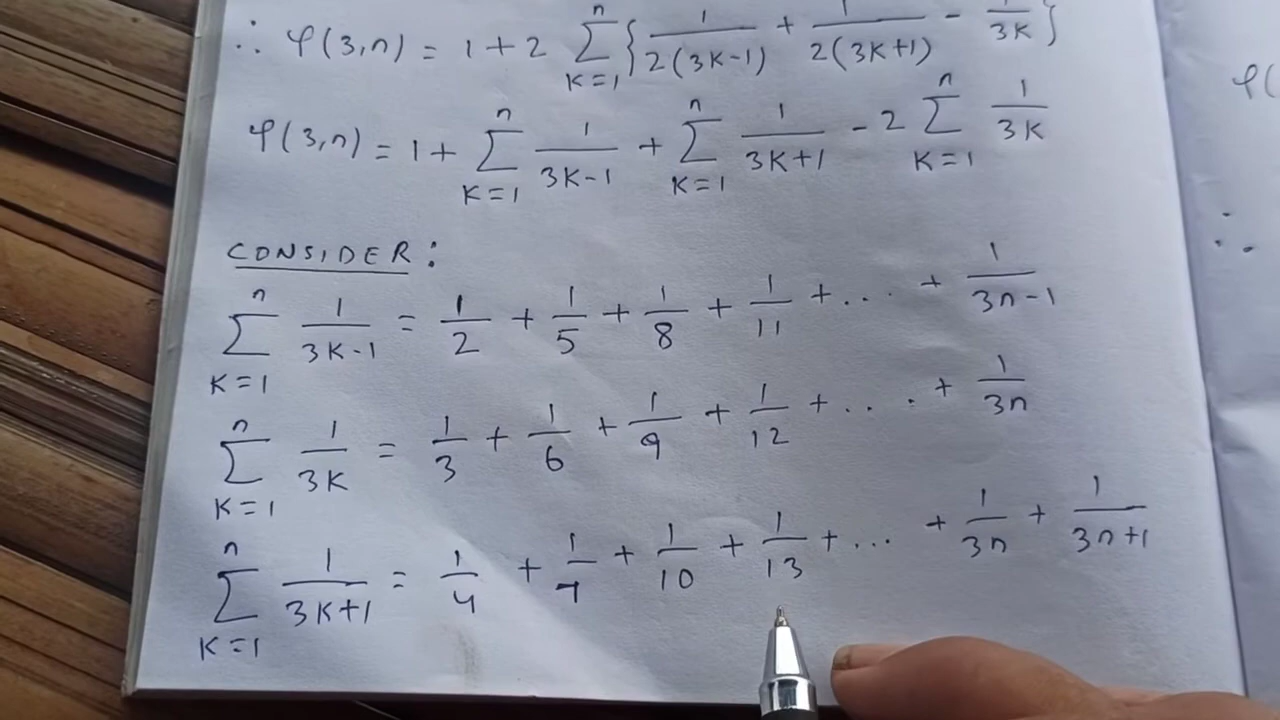 ∴ φ(3,n) = 1 + 2 ∑_{K=1}^{n} { 1/2(3K-1) + 1/2(3K+1) - 1/3K }
φ(3,n) = 1 + ∑_{K=1}^{n} 1/(3K-1) + ∑_{K=1}^{n} 1/(3K+1) - 2 ∑_{K=1}^{n} 1/3K
CONSIDER:
∑_{K=1}^{n} 1/(3K-1) = 1/2 + 1/5 + 1/8 + 1/11 + ... + 1/(3n-1)
∑_{K=1}^{n} 1/3K = 1/3 + 1/6 + 1/9 + 1/12 + .... + 1/3n
∑_{K=1}^{n} 1/(3K+1) = 1/4 + 1/7 + 1/10 + 1/13 + ... + 1/3n + 1/(3n+1)
φ(
∴